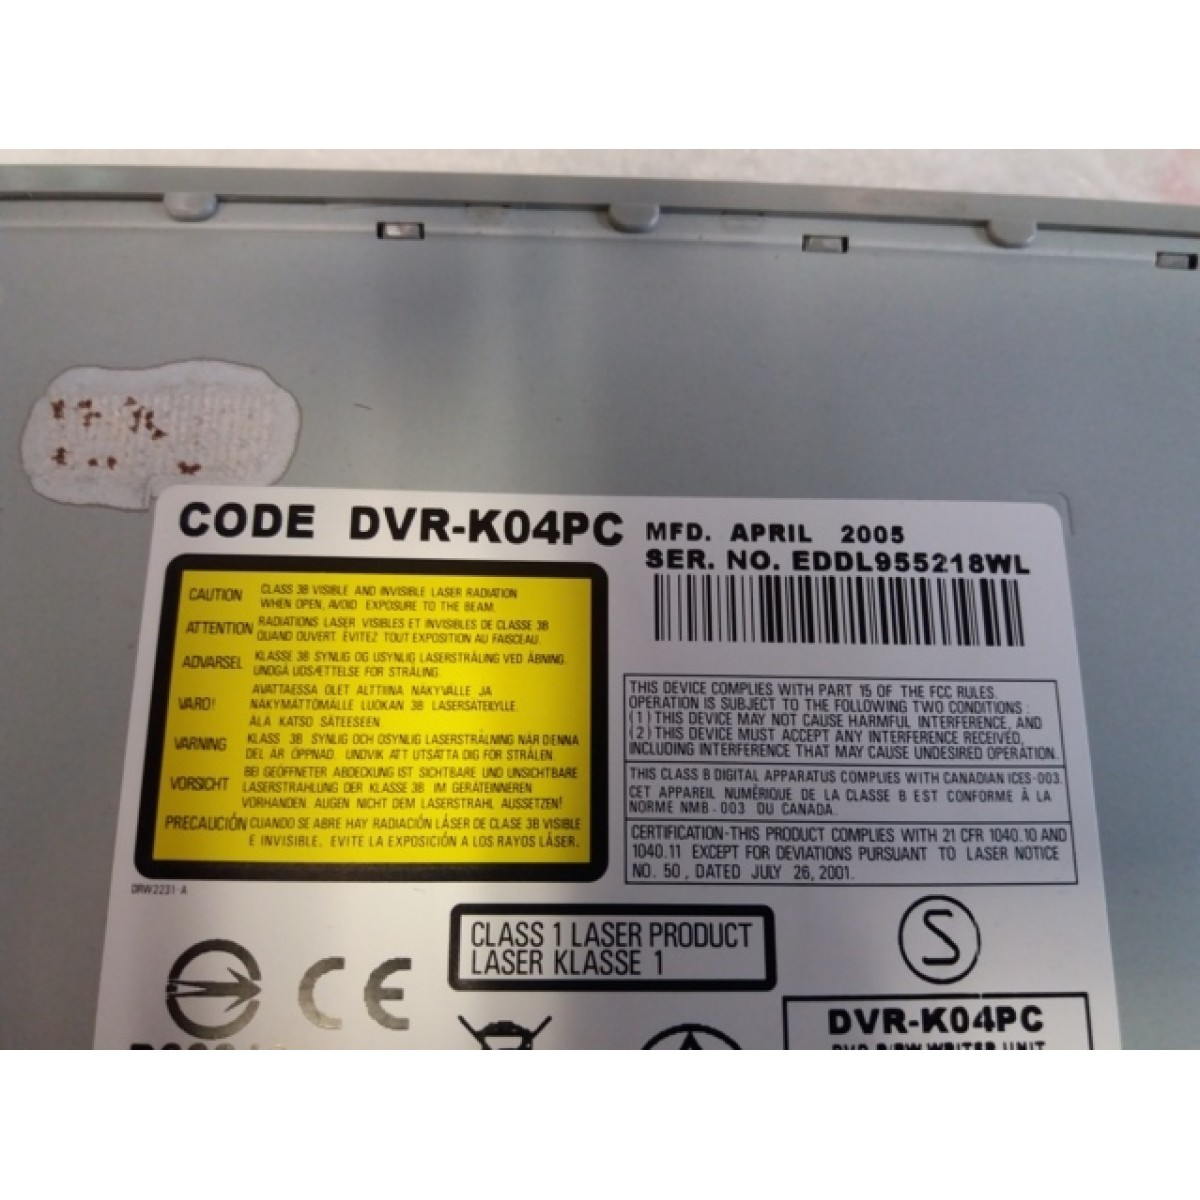 CODE DVR-K04PC
MFD. APRIL 2005
SER. NO. EDDL955218WL
CAUTION CLASS 3B VISIBLE AND INVISIBLE LASER RADIATION
WHEN OPEN, AVOID EXPOSURE TO THE BEAM.
ATTENTION RADIATIONS LASER VISIBLES ET INVISIBLES DE CLASSE 3B
QUAND OUVERT. ÉVITEZ TOUT EXPOSITION AU FAISCEAU.
ADVARSEL KLASSE 3B SYNLIG OG USYNLIG LASERSTRÅLING VED ÅBNING.
UNDGÅ UDSÆTTELSE FOR STRÅLING.
VARO! AVATTAESSA OLET ALTTIINA NÄKYVÄLLE JA
NÄKYMÄTTÖMÄLLE LUOKAN 3B LASERSÄTEILYLLE.
ÄLÄ KATSO SÄTEESEEN
VARNING KLASS 3B SYNLIG OCH OSYNLIG LASERSTRÅLNING NÄR DENNA
DEL ÄR ÖPPNAD. UNDVIK ATT UTSÄTTA DIG FÖR STRÅLEN.
VORSICHT BEI GEÖFFNETER ABDECKUNG IST SICHTBARE UND UNSICHTBARE
LASERSTRAHLUNG DER KLASSE 3B IM GERÄTEINNEREN
VORHANDEN. AUGEN NICHT DEM LASERSTRAHL AUSSETZEN!
PRECAUCIÓN CUANDO SE ABRE HAY RADIACIÓN LÁSER DE CLASE 3B VISIBLE
E INVISIBLE. EVITE LA EXPOSICIÓN A LOS RAYOS LÁSER.
DRW2231-A
THIS DEVICE COMPLIES WITH PART 15 OF THE FCC RULES.
OPERATION IS SUBJECT TO THE FOLLOWING TWO CONDITIONS :
(1) THIS DEVICE MAY NOT CAUSE HARMFUL INTERFERENCE, AND
(2) THIS DEVICE MUST ACCEPT ANY INTERFERENCE RECEIVED,
INCLUDING INTERFERENCE THAT MAY CAUSE UNDESIRED OPERATION.
THIS CLASS B DIGITAL APPARATUS COMPLIES WITH CANADIAN ICES-003.
CET APPAREIL NUMÉRIQUE DE LA CLASSE B EST CONFORME À LA
NORME NMB-003 DU CANADA.
CERTIFICATION-THIS PRODUCT COMPLIES WITH 21 CFR 1040.10 AND
1040.11 EXCEPT FOR DEVIATIONS PURSUANT TO LASER NOTICE
NO. 50, DATED JULY 26, 2001.
CLASS 1 LASER PRODUCT
LASER KLASSE 1
S
CE
DVR-K04PC
DVD-R/RW WRITER UNIT